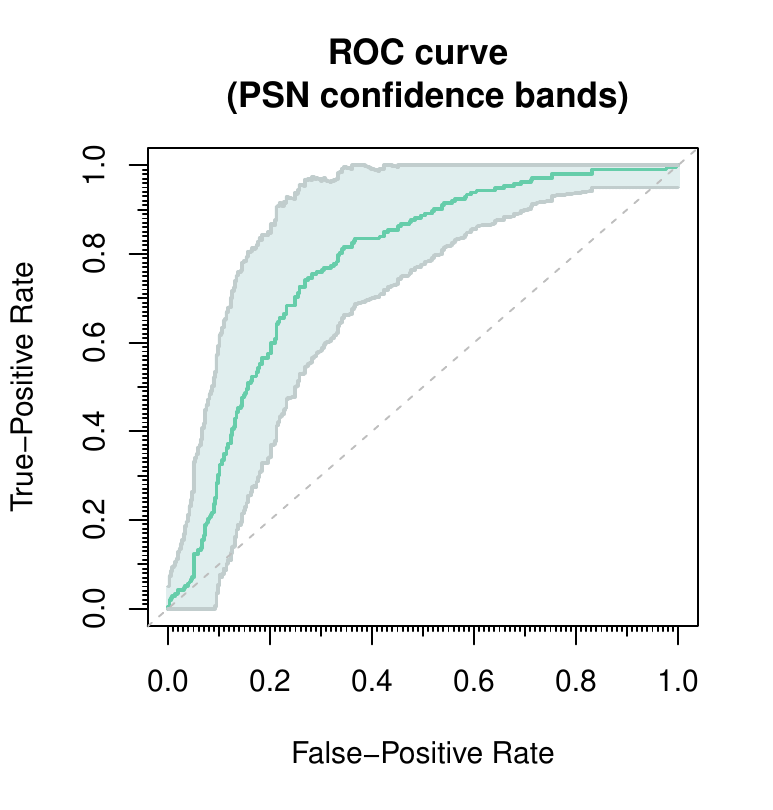 ROC curve
(PSN confidence bands)
True−Positive Rate
1.0
0.8
0.6
0.4
0.2
0.0
0.0 0.2 0.4 0.6 0.8 1.0
False−Positive Rate